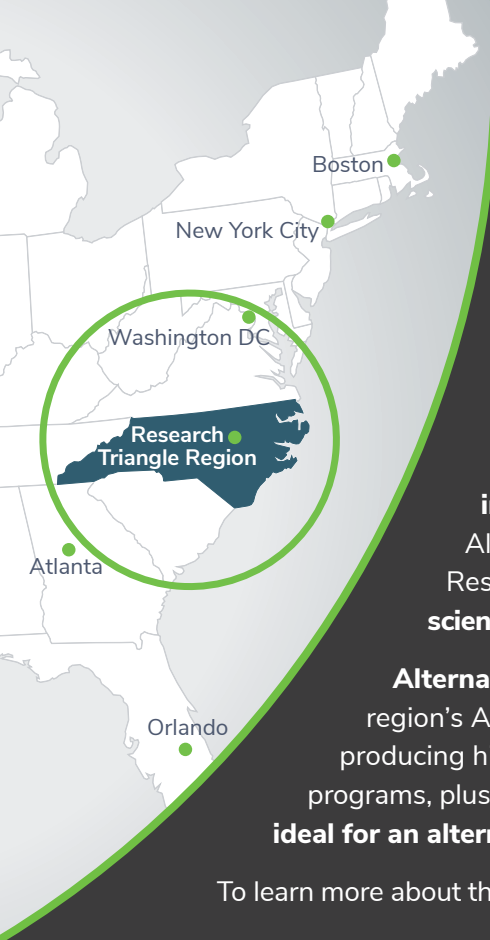 Boston
New York City
Washington DC
Research
Triangle Region
Atlanta
Orlando
Al
Res
scien
Alterna
region's A
producing h
programs, plus
ideal for an altern
To learn more about th